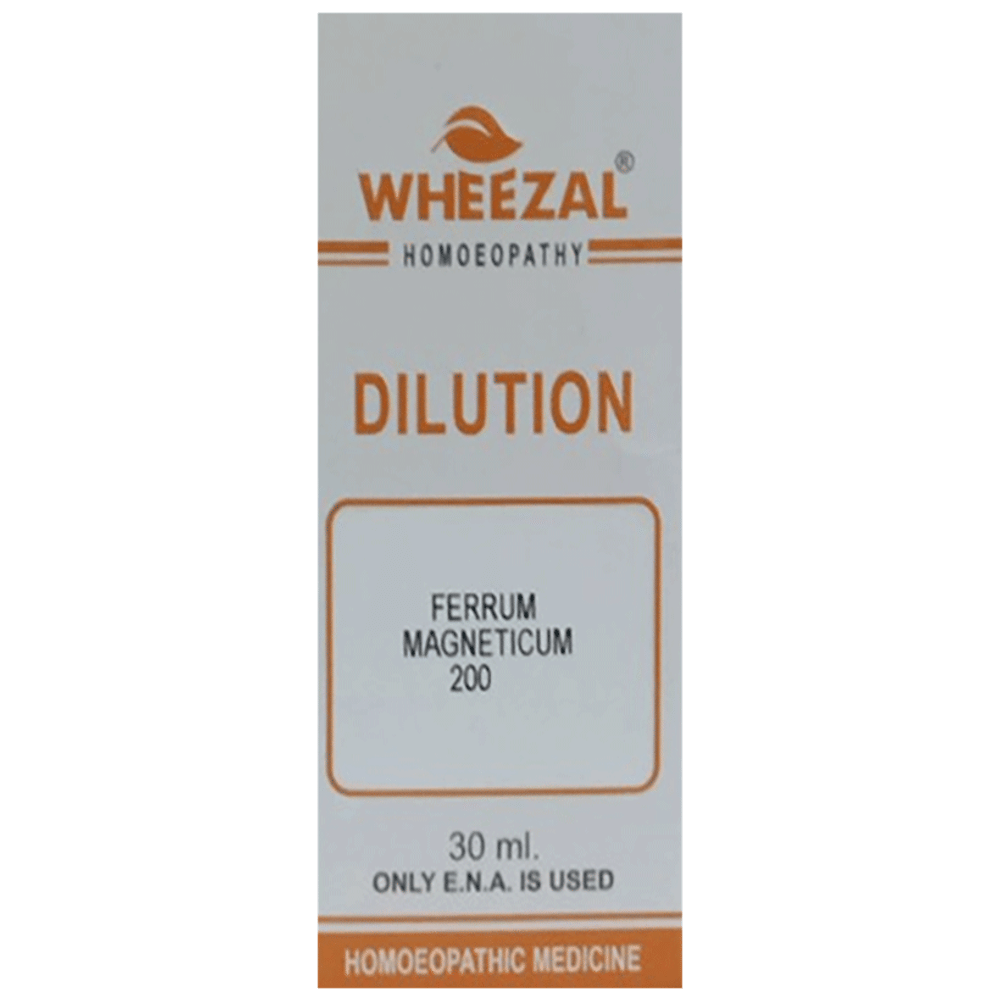 WHEEZAL®
HOMOEOPATHY
DILUTION
FERRUM
MAGNETICUM
200
30 ml.
ONLY E.N.A. IS USED
HOMOEOPATHIC MEDICINE